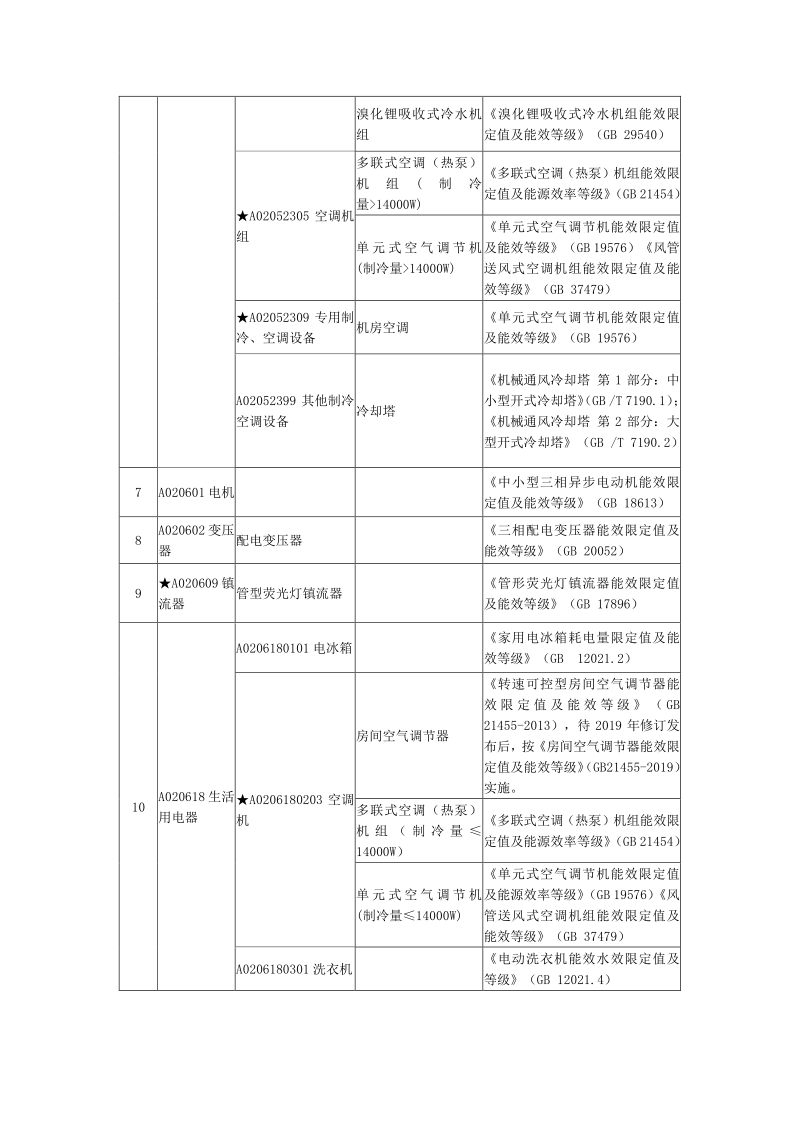 溴化锂吸收式冷水机
组
《溴化锂吸收式冷水机组能效限
定值及能效等级》（GB 29540）
★A02052305 空调机
组
多联式空调（热泵）
机组(制冷
量>14000W)
《多联式空调（热泵）机组能效限
定值及能源效率等级》（GB 21454）
单元式空气调节机
(制冷量>14000W)
《单元式空气调节机能效限定值
及能效等级》（GB 19576）《风管
送风式空调机组能效限定值及能
效等级》（GB 37479）
★A02052309 专用制
冷、空调设备
机房空调
《单元式空气调节机能效限定值
及能效等级》（GB 19576）
A02052399 其他制冷
空调设备
冷却塔
《机械通风冷却塔 第 1 部分：中
小型开式冷却塔》（GB /T 7190.1）；
《机械通风冷却塔 第 2 部分：大
型开式冷却塔》（GB /T 7190.2）
7
A020601 电机
《中小型三相异步电动机能效限
定值及能效等级》（GB 18613）
8
A020602 变压
器
配电变压器
《三相配电变压器能效限定值及
能效等级》（GB 20052）
9
★A020609 镇
流器
管型荧光灯镇流器
《管形荧光灯镇流器能效限定值
及能效等级》（GB 17896）
10
A020618 生活
用电器
A0206180101 电冰箱
《家用电冰箱耗电量限定值及能
效等级》（GB  12021.2）
★A0206180203 空调
机
房间空气调节器
《转速可控型房间空气调节器能
效限定值及能效等级》（GB
21455-2013），待 2019 年修订发
布后，按《房间空气调节器能效限
定值及能效等级》（GB21455-2019）
实施。
多联式空调（热泵）
机组（制冷量≤
14000W）
《多联式空调（热泵）机组能效限
定值及能源效率等级》（GB 21454）
单元式空气调节机
(制冷量≤14000W)
《单元式空气调节机能效限定值
及能源效率等级》（GB 19576）《风
管送风式空调机组能效限定值及
能效等级》（GB 37479）
A0206180301 洗衣机
《电动洗衣机能效水效限定值及
等级》（GB 12021.4）